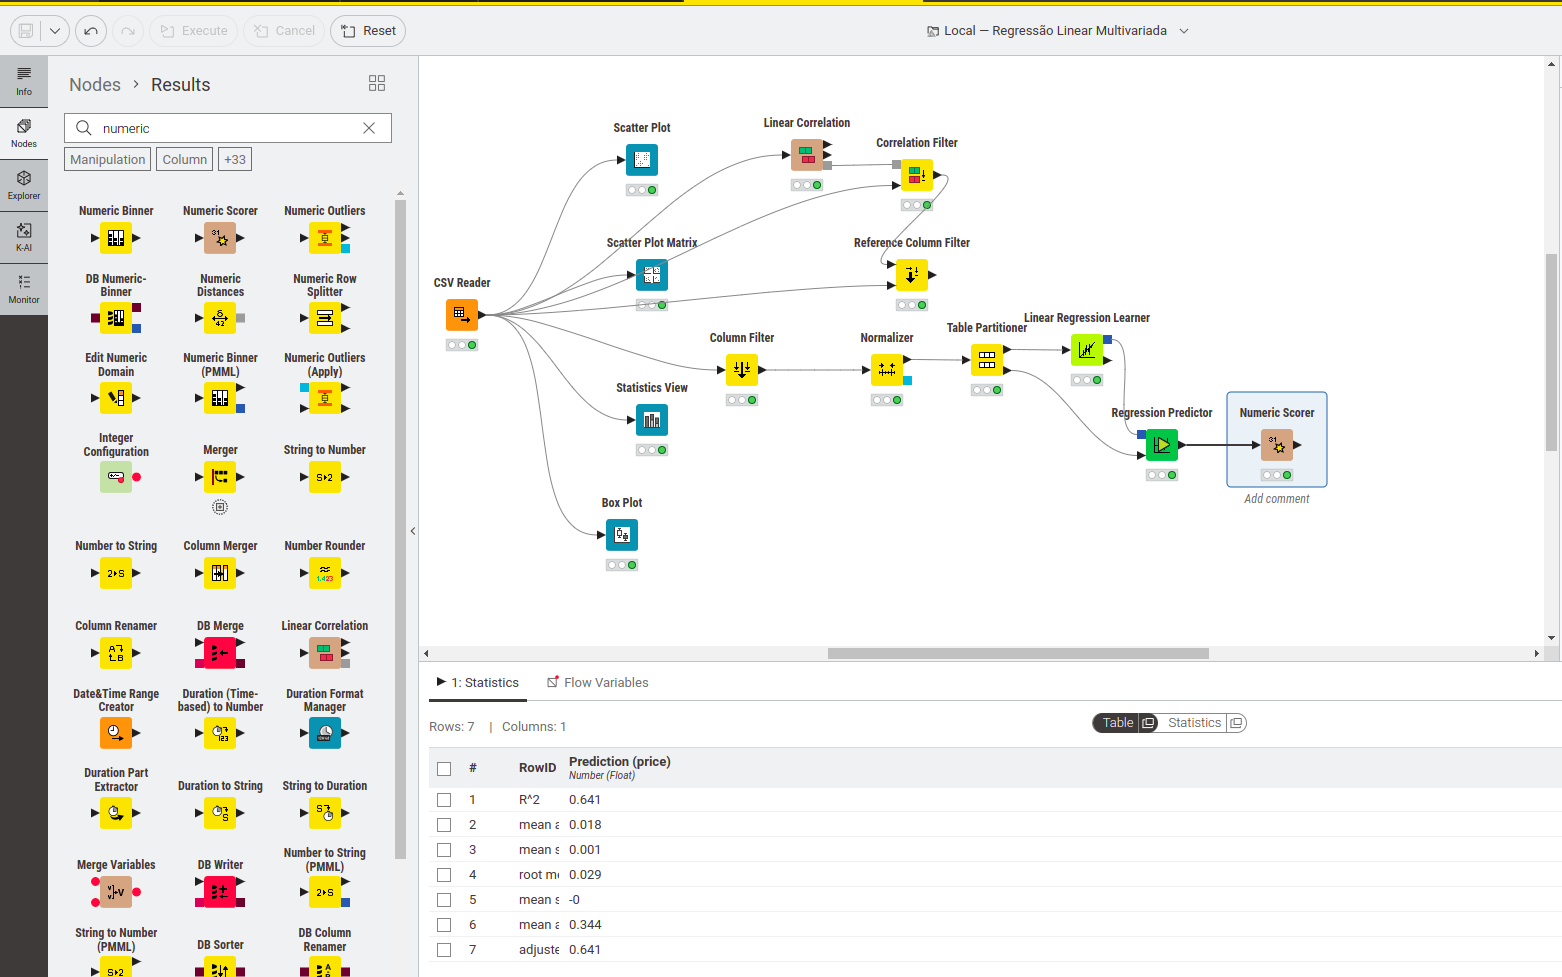 Execute
Cancel
Reset
Local — Regressão Linear Multivariada
Info
Nodes
Explorer
K-AI
Monitor
Nodes > Results
numeric
Manipulation
Column
+33
Numeric Binner
Numeric Scorer
Numeric Outliers
DB Numeric-
Binner
Numeric
Distances
Numeric Row
Splitter
Edit Numeric
Domain
Numeric Binner
(PMML)
Numeric Outliers
(Apply)
Integer
Configuration
Merger
String to Number
Number to String
Column Merger
Number Rounder
Column Renamer
DB Merge
Linear Correlation
Date&Time Range
Creator
Duration (Time-
based) to Number
Duration Format
Manager
Duration Part
Extractor
Duration to String
String to Duration
Merge Variables
DB Writer
Number to String
(PMML)
String to Number
(PMML)
DB Sorter
DB Column
Renamer
Scatter Plot
Linear Correlation
Correlation Filter
Scatter Plot Matrix
Reference Column Filter
CSV Reader
Column Filter
Normalizer
Table Partitioner
Linear Regression Learner
Statistics View
Regression Predictor
Numeric Scorer
Add comment
Box Plot
1: Statistics
Flow Variables
Rows: 7 | Columns: 1
Table
Statistics
# RowID Prediction (price)
Number (Float)
1 R^2 0.641
2 mean a 0.018
3 mean s 0.001
4 root me 0.029
5 mean s -0
6 mean a 0.344
7 adjuste 0.641